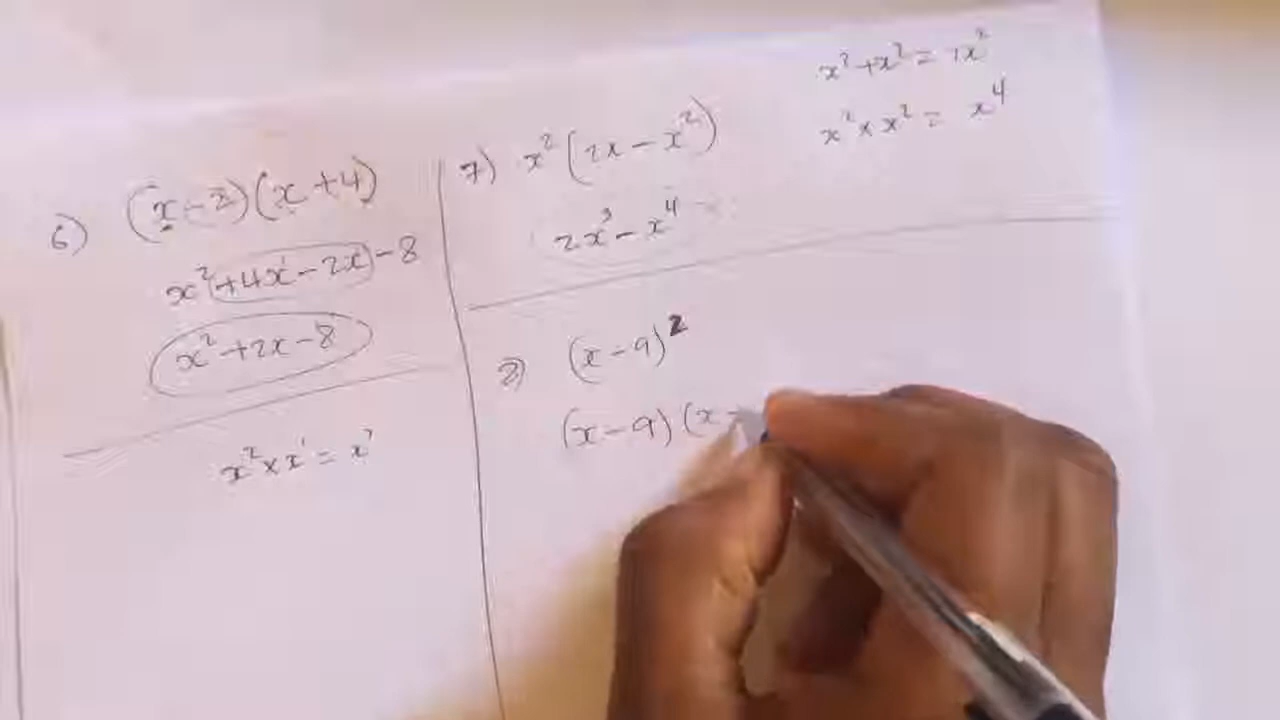 6) (x-2)(x+4)
x²+4x-2x-8
x²+2x-8
x²×x¹=x³
7) x²(2x-x²)
2x³-x⁴
x²+x²=2x²
x²×x²=x⁴
8) (x-9)²
(x-9)(x-